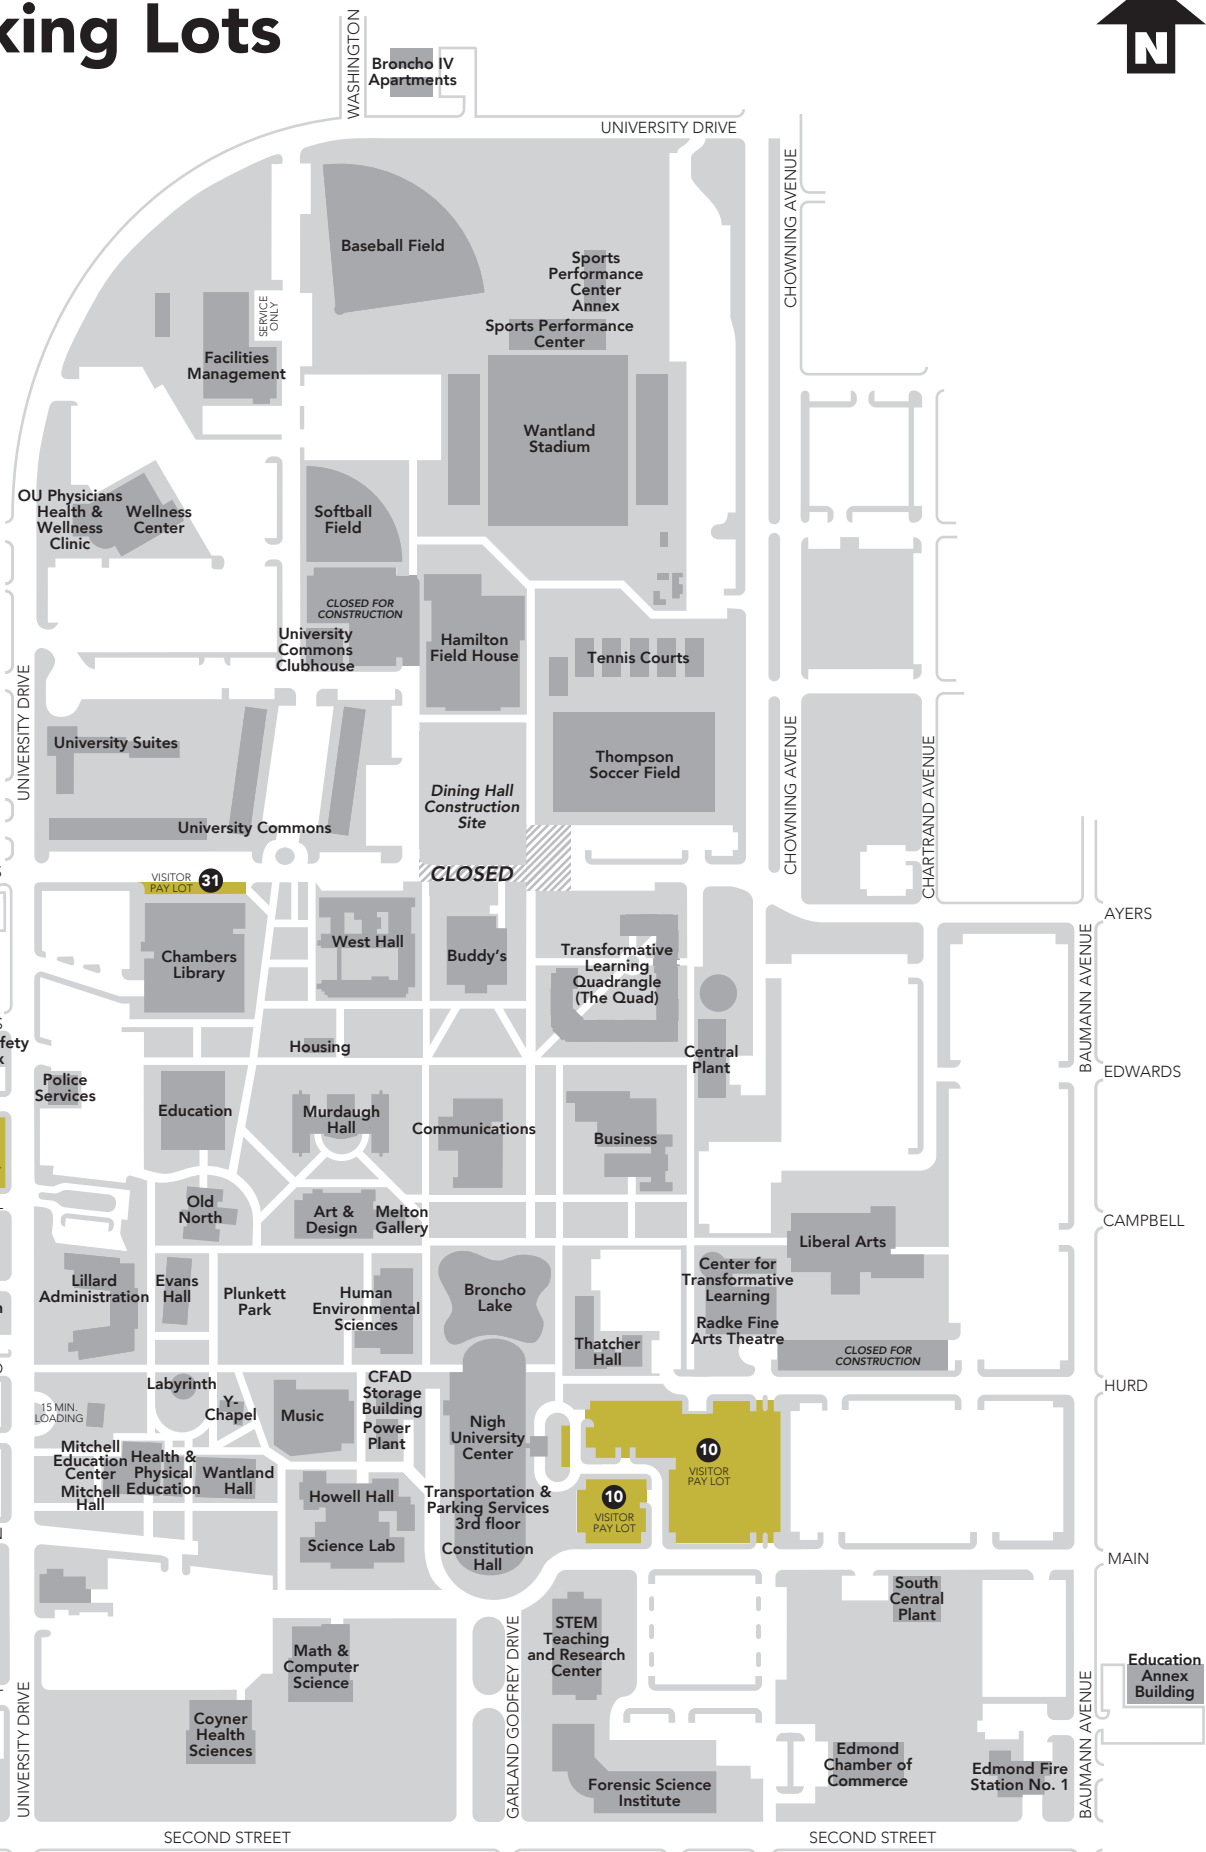 king Lots
N
WASHINGTON
Broncho IV
Apartments
UNIVERSITY DRIVE
CHOWNING AVENUE
Baseball Field
Sports
Performance
Center
Annex
SERVICE
ONLY
Sports Performance
Center
Facilities
Management
Wantland
Stadium
OU Physicians
Health &
Wellness
Clinic
Wellness
Center
Softball
Field
CLOSED FOR
CONSTRUCTION
University
Commons
Clubhouse
Hamilton
Field House
Tennis Courts
UNIVERSITY DRIVE
University Suites
Thompson
Soccer Field
CHOWNING AVENUE
CHARTRAND AVENUE
Dining Hall
Construction
Site
University Commons
CLOSED
VISITOR
PAY LOT
31
AYERS
West Hall
Buddy's
Chambers
Library
Transformative
Learning
Quadrangle
(The Quad)
BAUMANN AVENUE
fety
x
Housing
Central
Plant
EDWARDS
Police
Services
Education
Murdaugh
Hall
Communications
Business
Old
North
Art &
Design
Melton
Gallery
CAMPBELL
Liberal Arts
Lillard
Administration
Evans
Hall
Plunkett
Park
Human
Environmental
Sciences
Broncho
Lake
Center for
Transformative
Learning
Radke Fine
Arts Theatre
Thatcher
Hall
CLOSED FOR
CONSTRUCTION
HURD
Labyrinth
CFAD
Storage
Building
Power
Plant
15 MIN.
LOADING
Y-
Chapel
Music
Nigh
University
Center
10
VISITOR
PAY LOT
Mitchell
Education
Center
Mitchell
Hall
Health &
Physical
Education
Wantland
Hall
Howell Hall
Transportation &
Parking Services
3rd floor
10
VISITOR
PAY LOT
Science Lab
Constitution
Hall
MAIN
South
Central
Plant
STEM
Teaching
and Research
Center
GARLAND GODFREY DRIVE
Math &
Computer
Science
Education
Annex
Building
UNIVERSITY DRIVE
BAUMANN AVENUE
Coyner
Health
Sciences
Edmond
Chamber of
Commerce
Edmond Fire
Station No. 1
Forensic Science
Institute
SECOND STREET
SECOND STREET